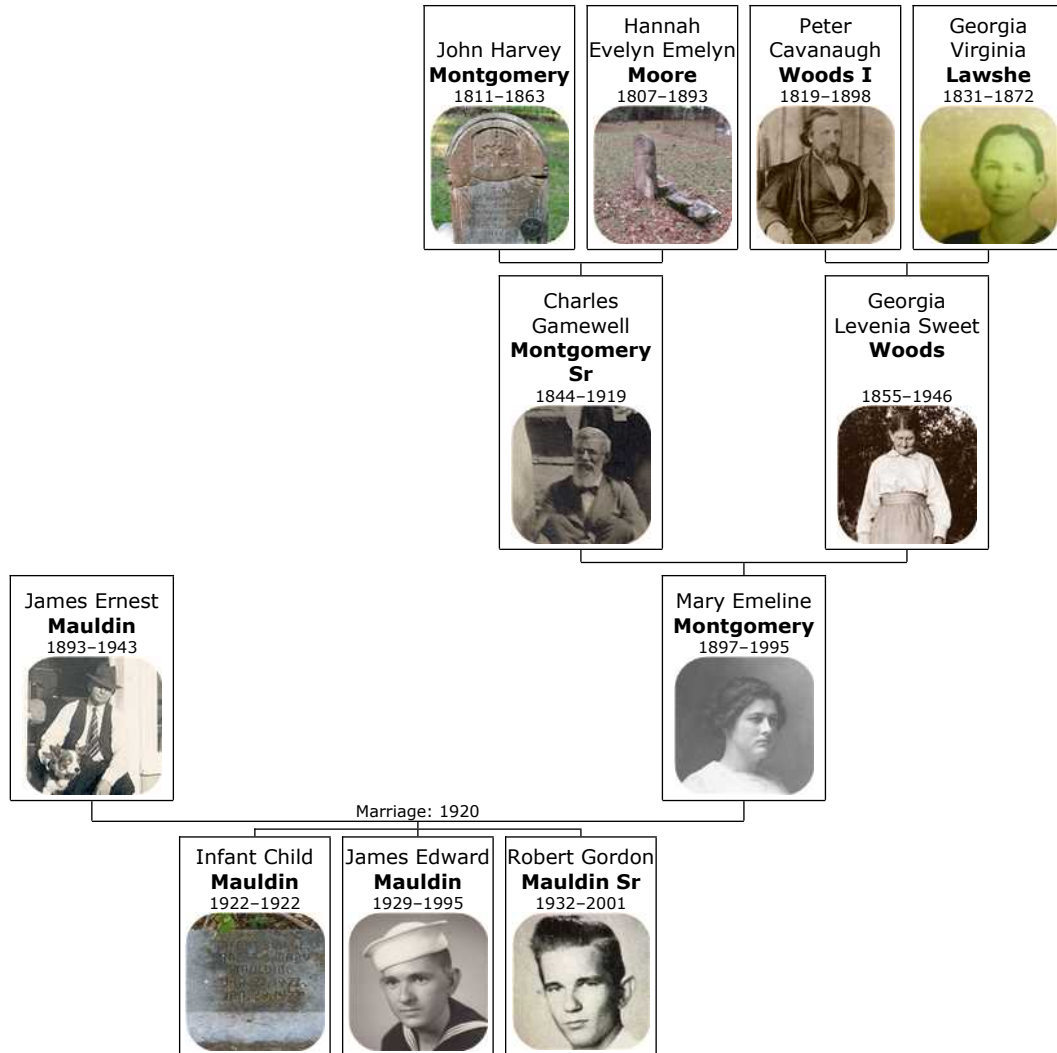 John Harvey
Montgomery
1811–1863
Hannah
Evelyn Emelyn
Moore
1807–1893
Peter
Cavanaugh
Woods I
1819–1898
Georgia
Virginia
Lawshe
1831–1872
Charles
Gamewell
Montgomery
Sr
1844–1919
Georgia
Levenia Sweet
Woods
1855–1946
James Ernest
Mauldin
1893–1943
Mary Emeline
Montgomery
1897–1995
Marriage: 1920
Infant Child
Mauldin
1922–1922
James Edward
Mauldin
1929–1995
Robert Gordon
Mauldin Sr
1932–2001